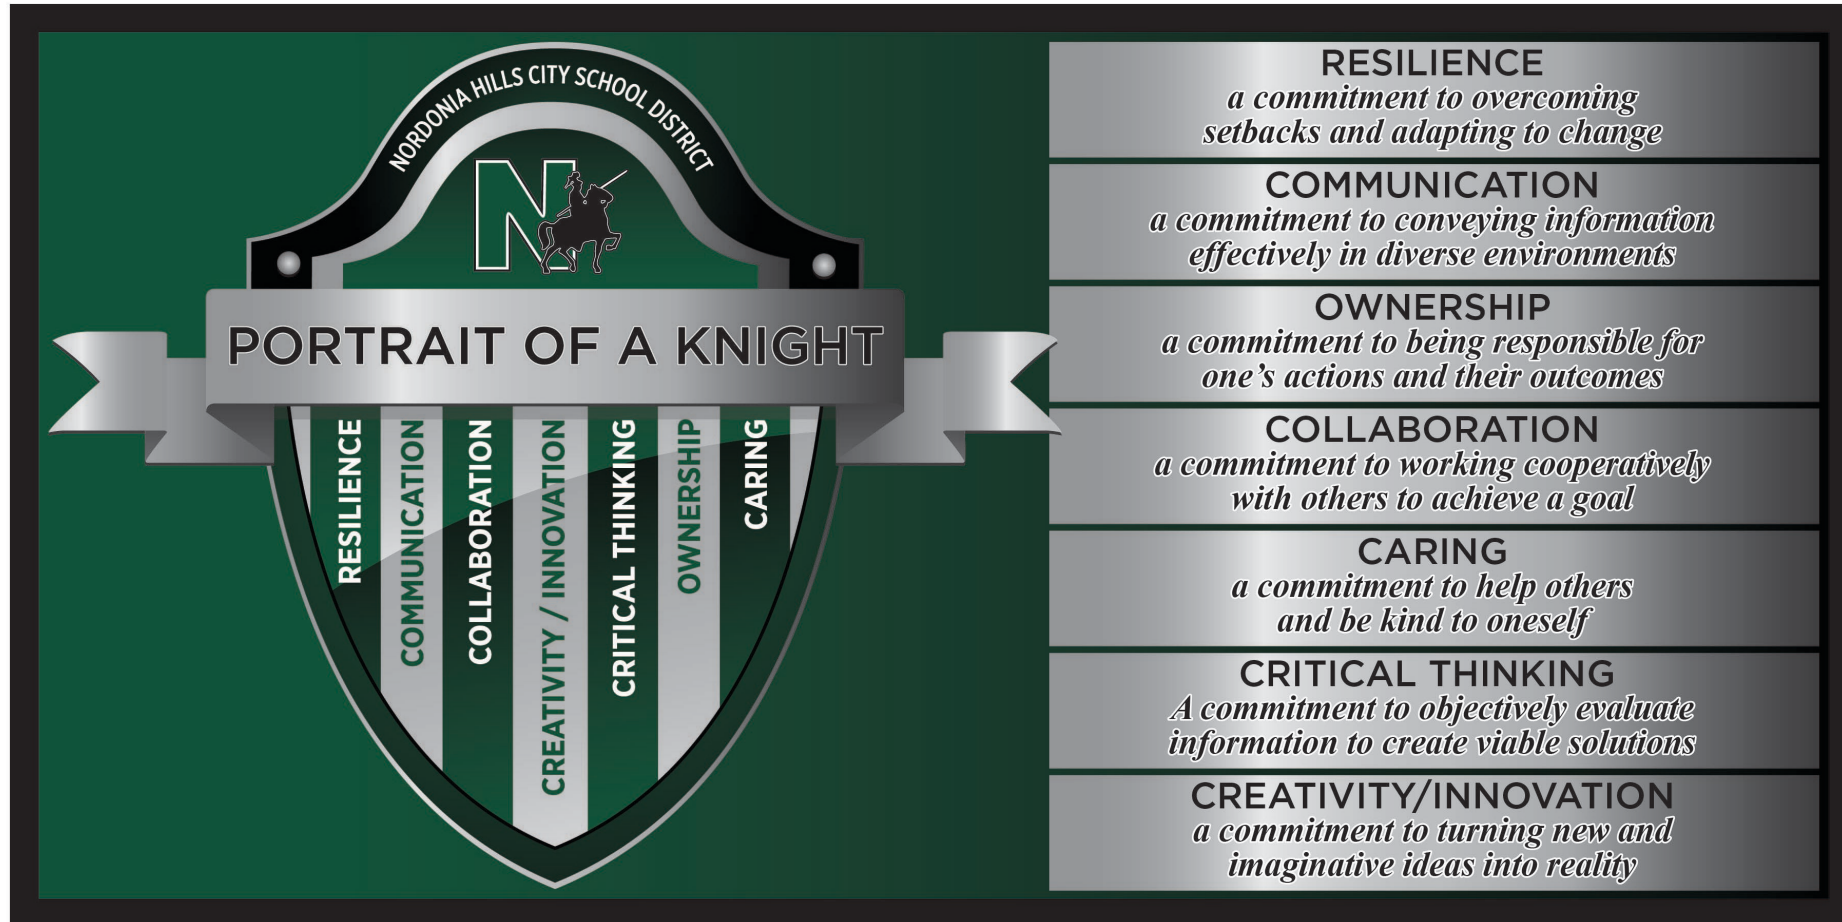 NORDONIA HILLS CITY SCHOOL DISTRICT
N
PORTRAIT OF A KNIGHT
RESILIENCE
COMMUNICATION
COLLABORATION
CREATIVITY / INNOVATION
CRITICAL THINKING
OWNERSHIP
CARING
RESILIENCE
a commitment to overcoming
setbacks and adapting to change
COMMUNICATION
a commitment to conveying information
effectively in diverse environments
OWNERSHIP
a commitment to being responsible for
one’s actions and their outcomes
COLLABORATION
a commitment to working cooperatively
with others to achieve a goal
CARING
a commitment to help others
and be kind to oneself
CRITICAL THINKING
A commitment to objectively evaluate
information to create viable solutions
CREATIVITY/INNOVATION
a commitment to turning new and
imaginative ideas into reality